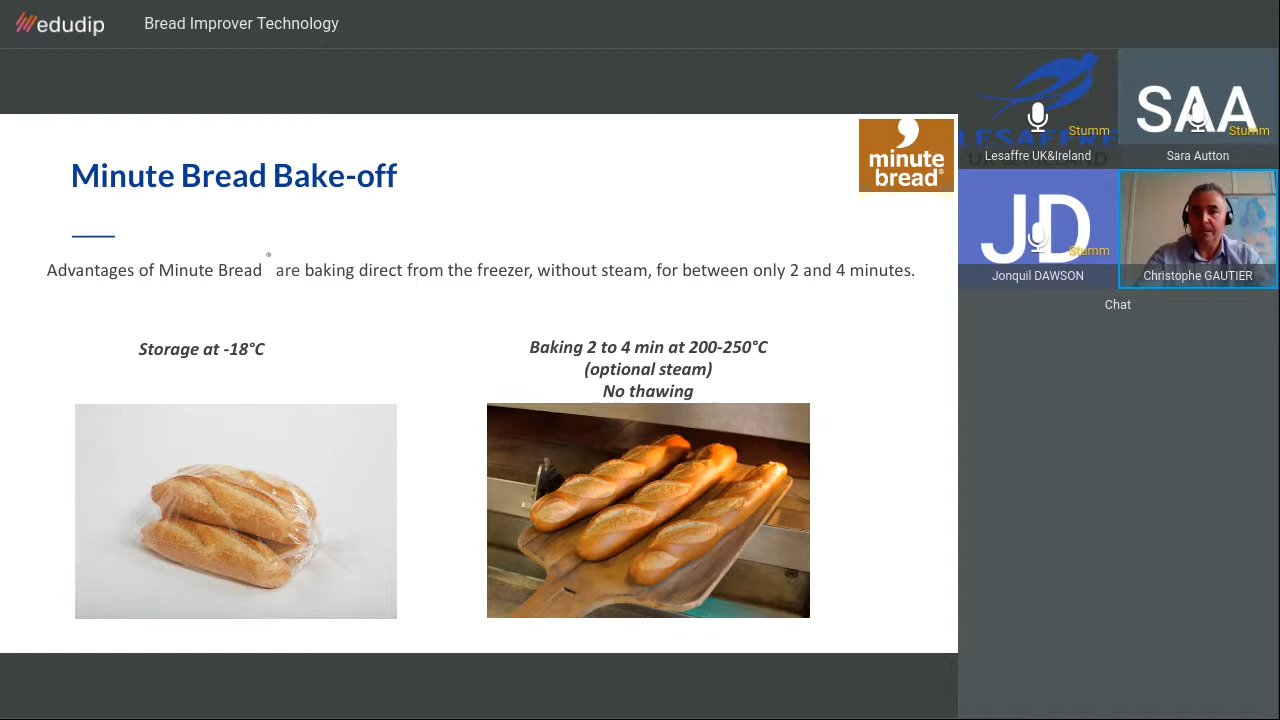 edudip
Bread Improver Technology
Minute Bread Bake-off
minute
bread®
Advantages of Minute Bread ® are baking direct from the freezer, without steam, for between only 2 and 4 minutes.
Storage at -18°C
Baking 2 to 4 min at 200-250°C
(optional steam)
No thawing
LESAFFRE
Stumm
Lesaffre UK&Ireland
SAA
Stumm
Sara Autton
JD
Stumm
Jonquil DAWSON
Christophe GAUTIER
Chat